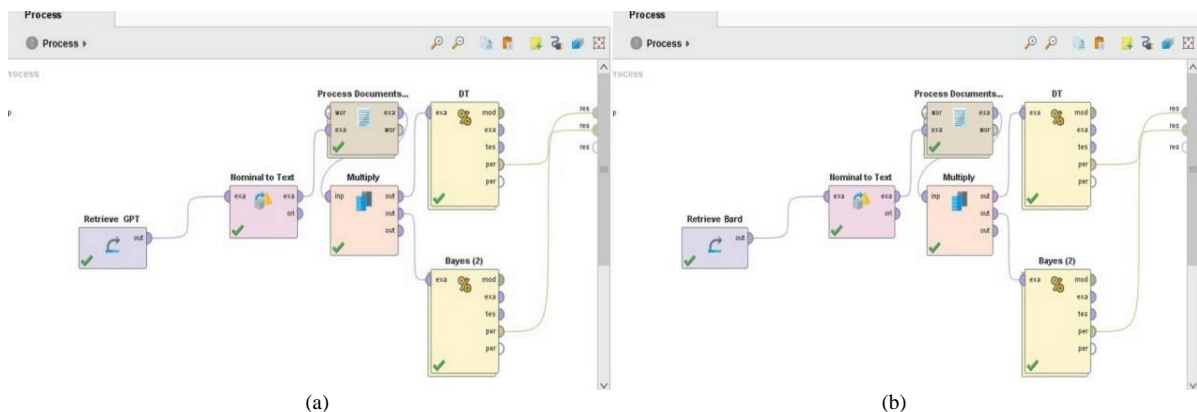 Process
Process
rocess
p
Process Documents...
wor
exa
exa
wor
DT
exa
mod
exa
tes
per
per
res
res
res
Nominal to Text
exa
exa
ori
Multiply
inp
out
out
out
Retrieve GPT
out
Bayes (2)
exa
mod
exa
tes
per
per
(a)
Process
Process
rocess
p
Process Documents...
wor
exa
exa
wor
DT
exa
mod
exa
tes
per
per
res
res
res
Nominal to Text
exa
exa
ori
Multiply
inp
out
out
out
Retrieve Bard
out
Bayes (2)
exa
mod
exa
tes
per
per
(b)